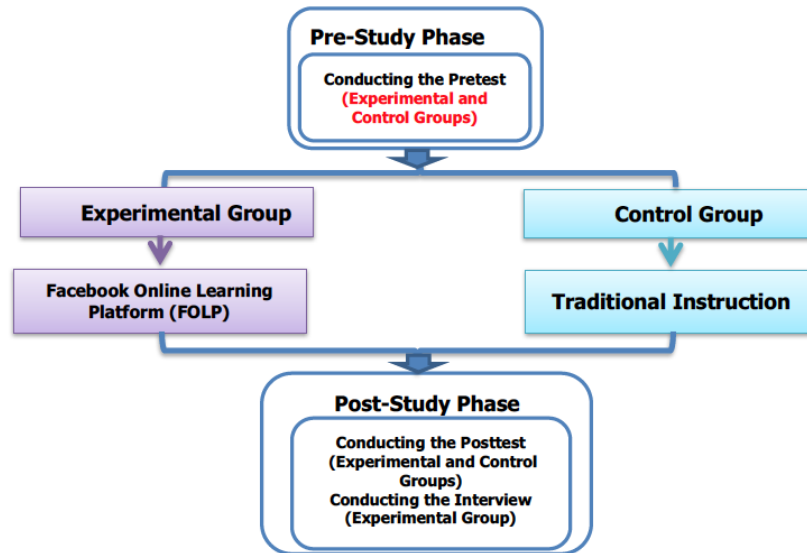 Pre-Study Phase
Conducting the Pretest
(Experimental and
Control Groups)
Experimental Group
Control Group
Facebook Online Learning
Platform (FOLP)
Traditional Instruction
Post-Study Phase
Conducting the Posttest
(Experimental and Control
Groups)
Conducting the Interview
(Experimental Group)